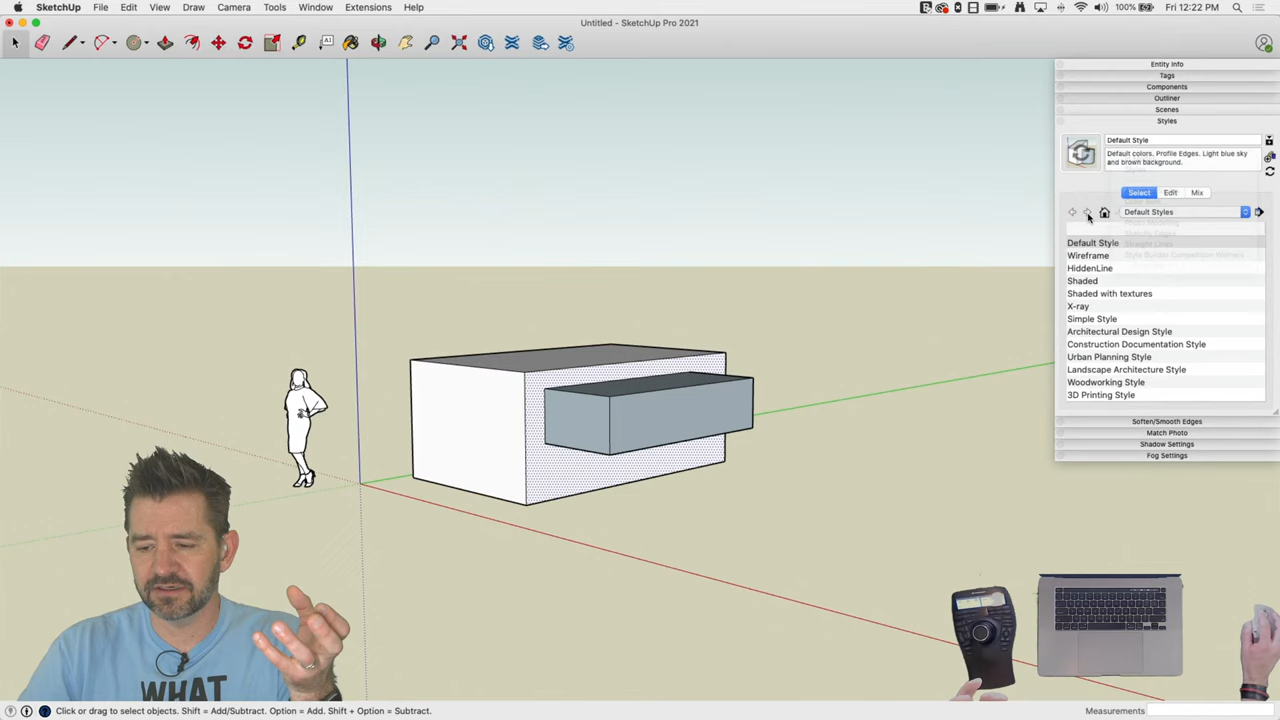 SketchUp File Edit View Draw Camera Tools Window Extensions Help 100% Fri 12:22 PM
Untitled - SketchUp Pro 2021
Entity Info
Tags
Components
Outliner
Scenes
Styles
Default Style
Default colors. Profile Edges. Light blue sky
and brown background.
Select Edit Mix
Default Styles
Default Style
Wireframe
HiddenLine
Shaded
Shaded with textures
X-ray
Simple Style
Architectural Design Style
Construction Documentation Style
Urban Planning Style
Landscape Architecture Style
Woodworking Style
3D Printing Style
Soften/Smooth Edges
Match Photo
Shadow Settings
Fog Settings
WHAT
Click or drag to select objects. Shift = Add/Subtract. Option = Add. Shift + Option = Subtract.
Measurements